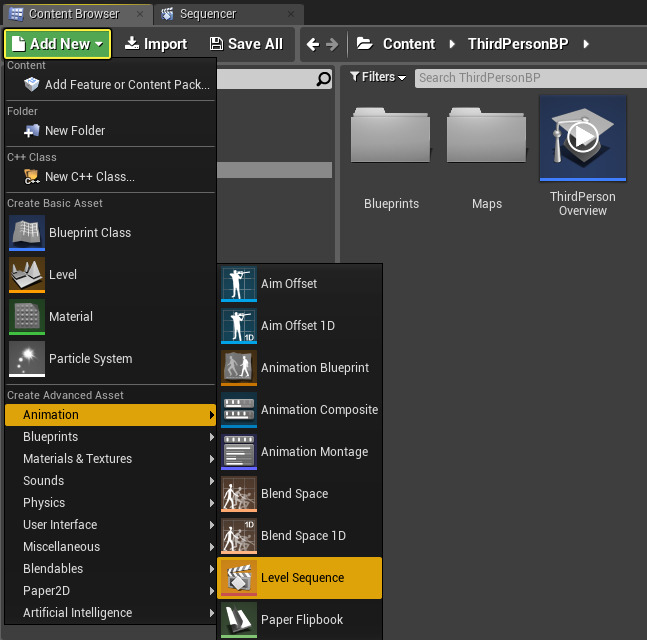 Content Browser
Sequencer
Add New
Import
Save All
Content
ThirdPersonBP
Content
Add Feature or Content Pack...
Folder
New Folder
C++ Class
New C++ Class...
Create Basic Asset
Blueprint Class
Level
Material
Particle System
Create Advanced Asset
Animation
Blueprints
Materials & Textures
Sounds
Physics
User Interface
Miscellaneous
Blendables
Paper2D
Artificial Intelligence
Aim Offset
1D
Aim Offset 1D
Animation Blueprint
Animation Composite
Animation Montage
Blend Space
1D
Blend Space 1D
Level Sequence
Paper Flipbook
Filters
Search ThirdPersonBP
Blueprints
Maps
ThirdPerson
Overview